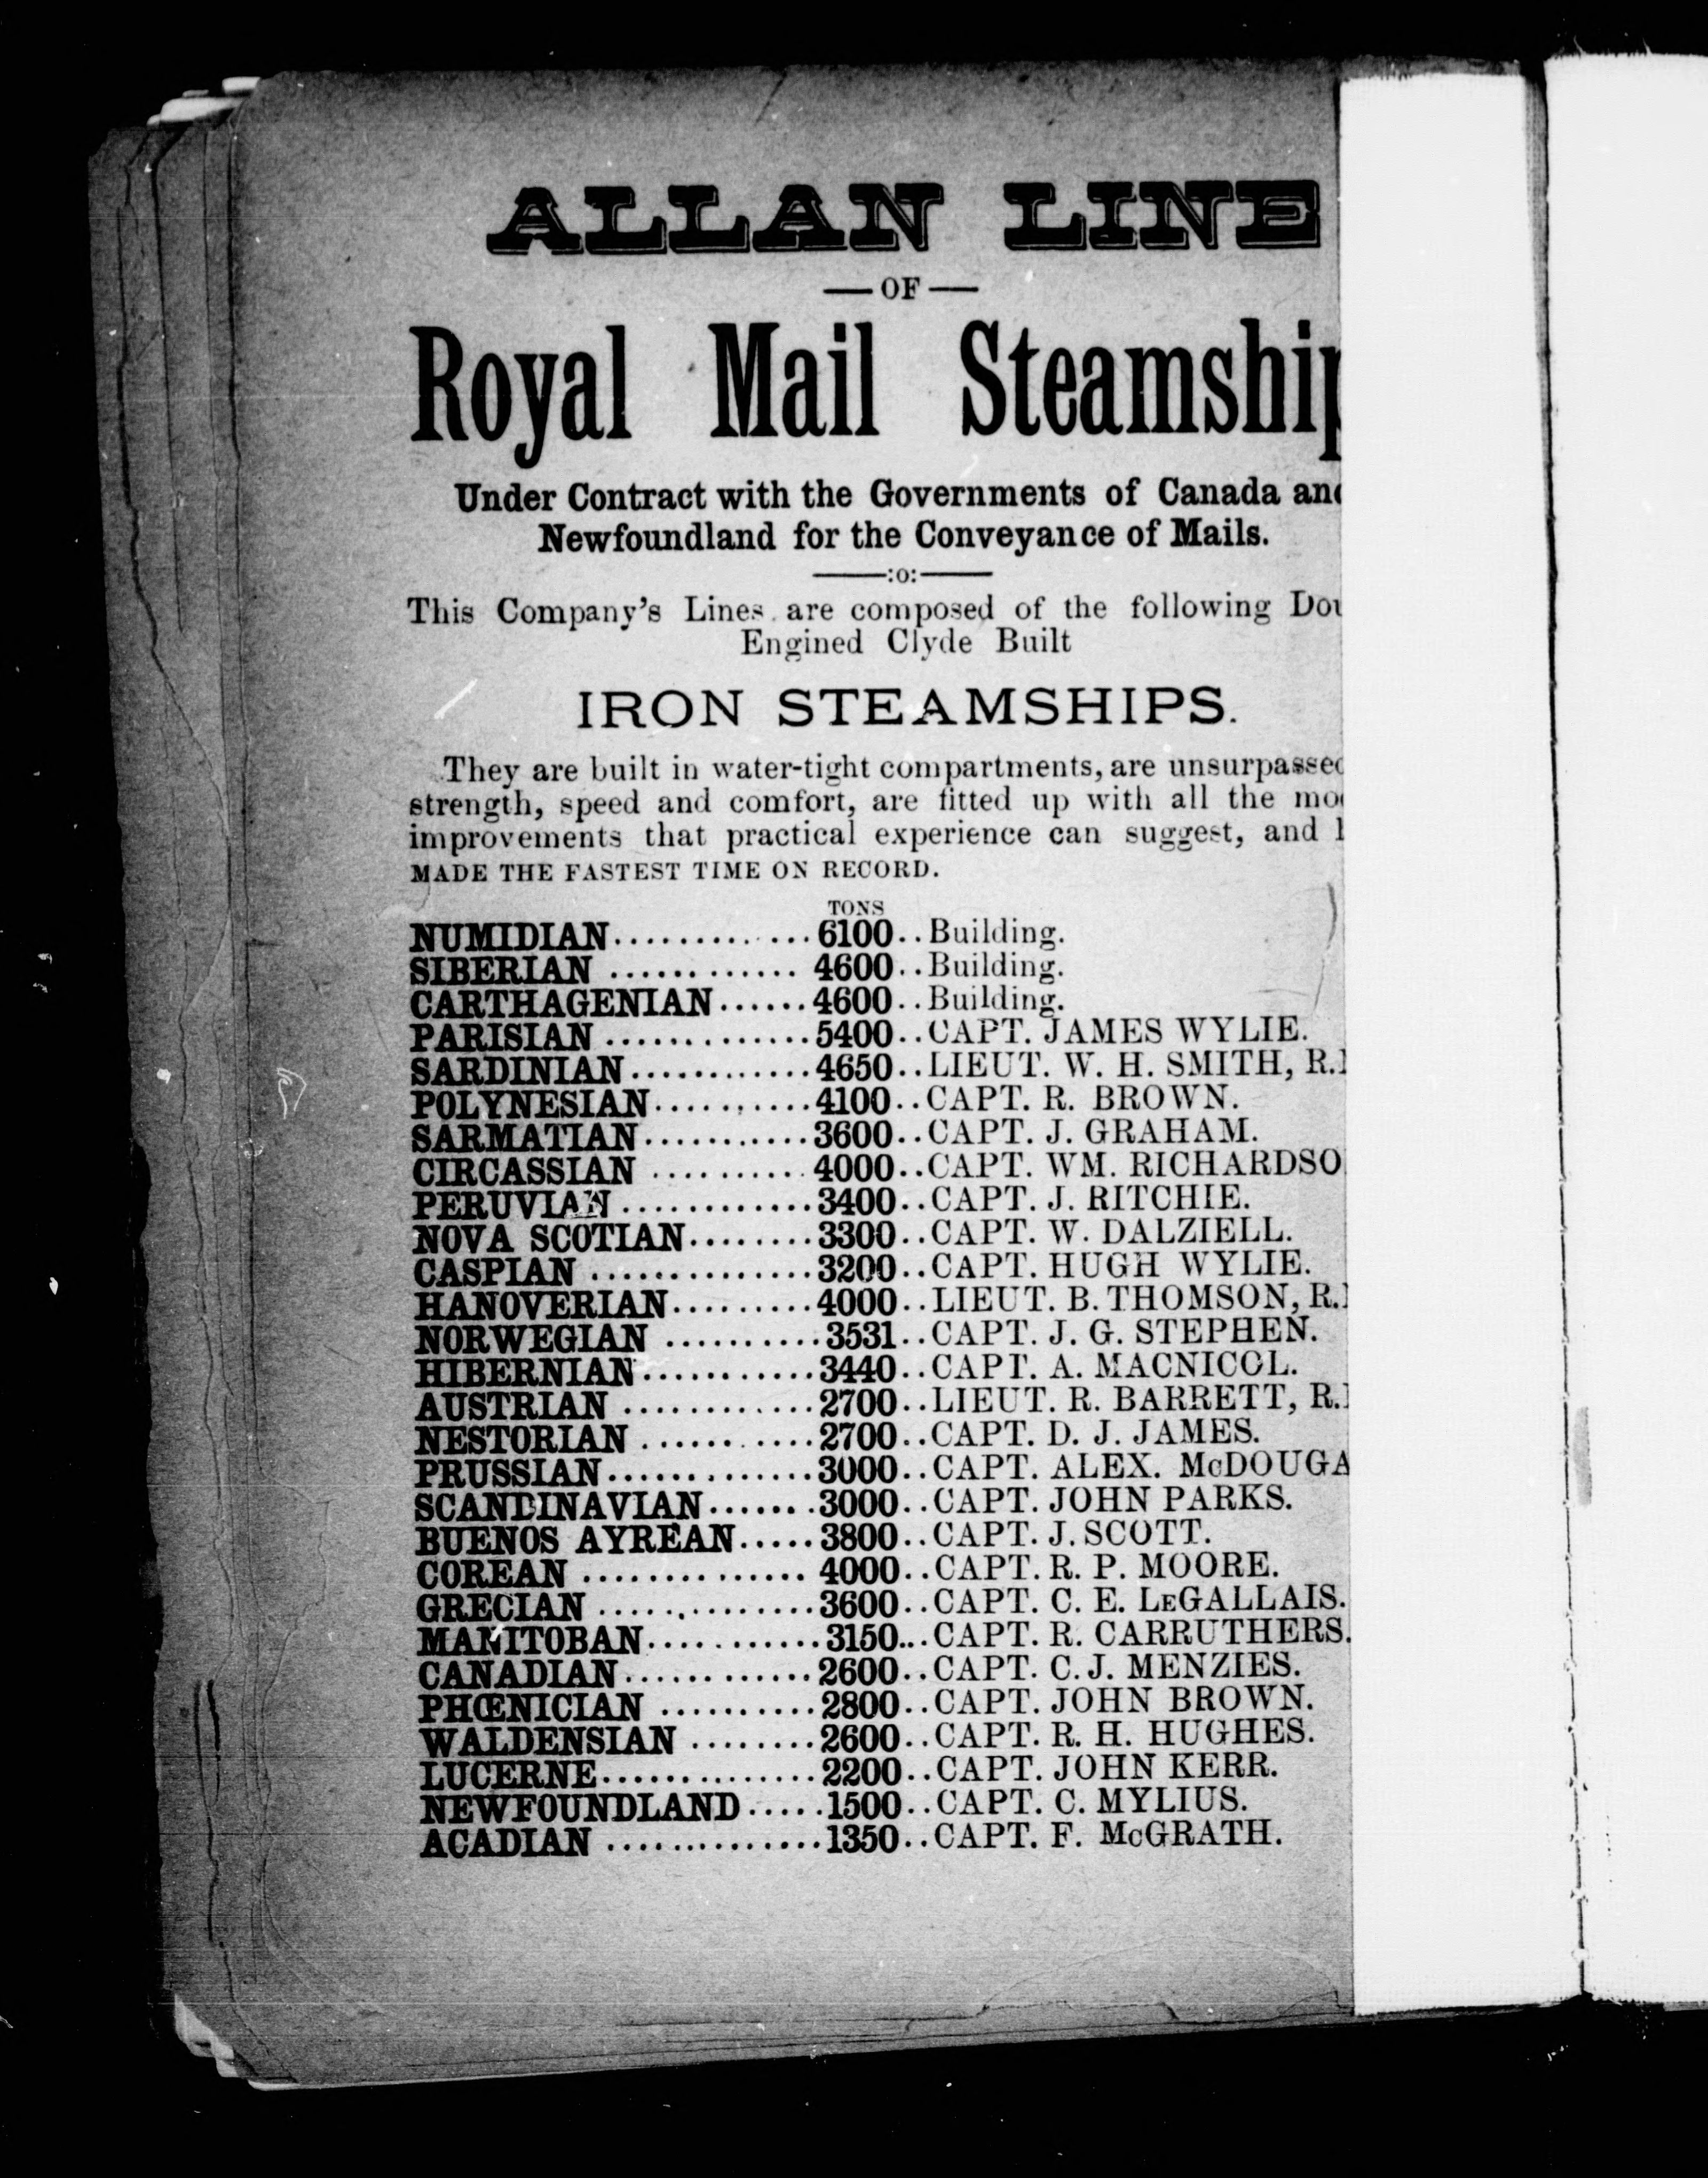 ALLAN LINE
— OF —
Royal Mail Steamship
Under Contract with the Governments of Canada and
Newfoundland for the Conveyance of Mails.
——:o:——
This Company's Lines are composed of the following Dou
Engined Clyde Built
IRON STEAMSHIPS.
They are built in water-tight compartments, are unsurpassed
strength, speed and comfort, are fitted up with all the mo
improvements that practical experience can suggest, and
MADE THE FASTEST TIME ON RECORD.
TONS
NUMIDIAN............6100..Building.
SIBERIAN ............ 4600..Building.
CARTHAGENIAN......4600..Building.
PARISIAN .............5400..CAPT. JAMES WYLIE.
SARDINIAN............4650..LIEUT. W. H. SMITH, R.
POLYNESIAN..........4100..CAPT. R. BROWN.
SARMATIAN...........3600..CAPT. J. GRAHAM.
CIRCASSIAN ..........4000..CAPT. WM. RICHARDSO
PERUVIAN.............3400..CAPT. J. RITCHIE.
NOVA SCOTIAN........3300..CAPT. W. DALZIELL.
CASPIAN ..............3200..CAPT. HUGH WYLIE.
HANOVERIAN.........4000..LIEUT. B. THOMSON, R.
NORWEGIAN ..........3531..CAPT. J. G. STEPHEN.
HIBERNIAN...........3440..CAPT. A. MACNICOL.
AUSTRIAN .............2700..LIEUT. R. BARRETT, R.
NESTORIAN ...........2700..CAPT. D. J. JAMES.
PRUSSIAN..............3000..CAPT. ALEX. McDOUGA
SCANDINAVIAN.......3000..CAPT. JOHN PARKS.
BUENOS AYREAN.....3800..CAPT. J. SCOTT.
COREAN .............. 4000..CAPT. R. P. MOORE.
GRECIAN ..............3600..CAPT. C. E. LEGALLAIS.
MANITOBAN............3150...CAPT. R. CARRUTHERS.
CANADIAN.............2600..CAPT. C. J. MENZIES.
PHŒNICIAN ..........2800..CAPT. JOHN BROWN.
WALDENSIAN ........2600..CAPT. R. H. HUGHES.
LUCERNE..............2200..CAPT. JOHN KERR.
NEWFOUNDLAND.....1500..CAPT. C. MYLIUS.
ACADIAN ..............1350..CAPT. F. McGRATH.